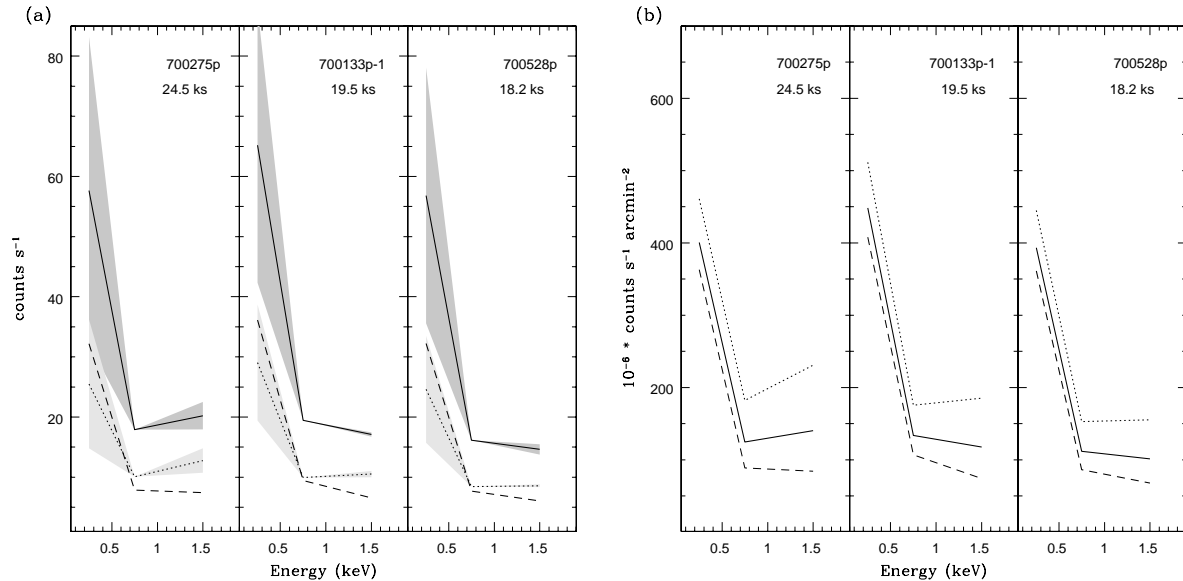 (a)
counts s⁻¹
80
60
40
20
0.5 1 1.5
0.5 1 1.5
0.5 1 1.5
Energy (keV)
700275p
24.5 ks
700133p-1
19.5 ks
700528p
18.2 ks
(b)
10⁻⁶ * counts s⁻¹ arcmin⁻²
600
400
200
0.5 1 1.5
0.5 1 1.5
0.5 1 1.5
Energy (keV)
700275p
24.5 ks
700133p-1
19.5 ks
700528p
18.2 ks